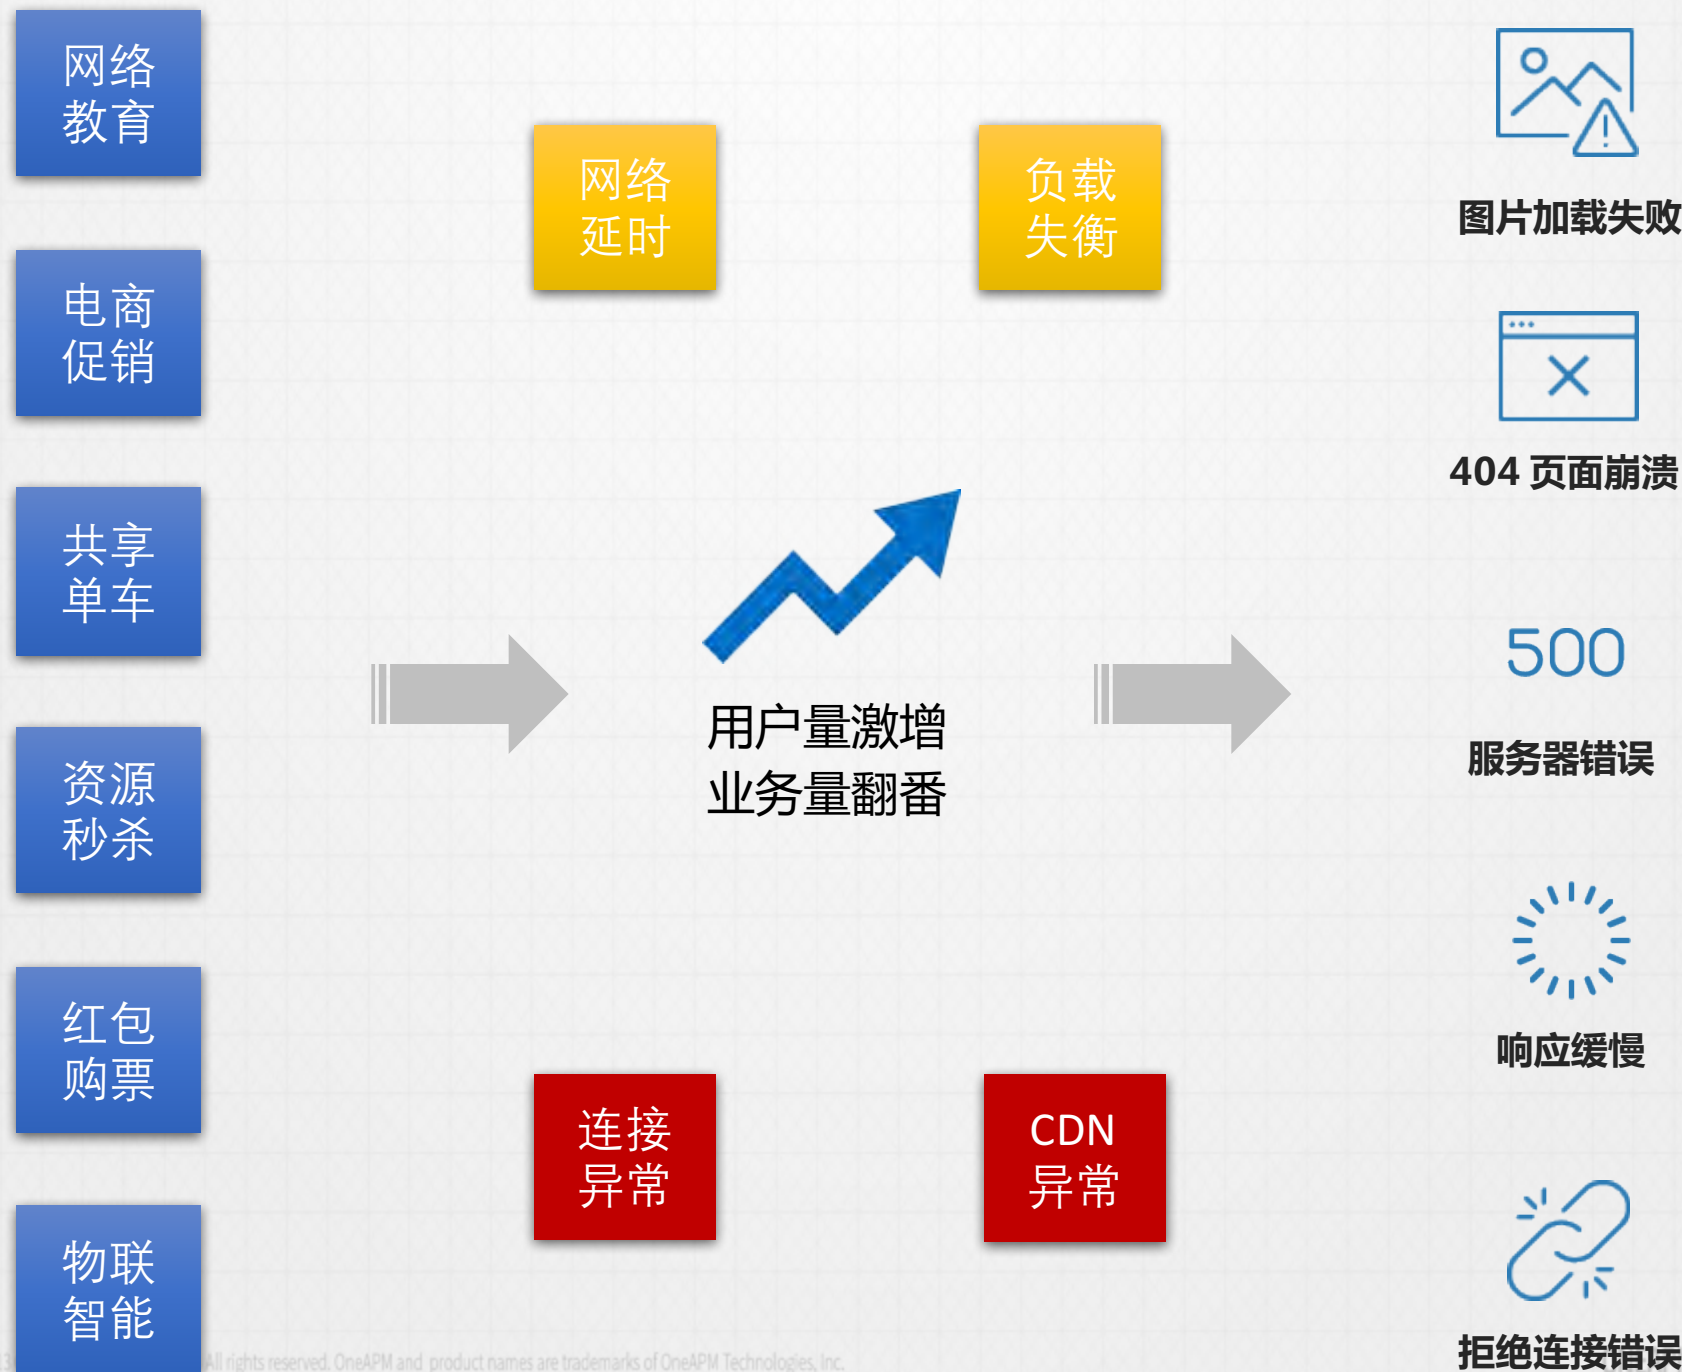 网络
教育
电商
促销
共享
单车
资源
秒杀
红包
购票
物联
智能
网络
延时
负载
失衡
用户量激增
业务量翻番
连接
异常
CDN
异常
图片加载失败
404 页面崩溃
500
服务器错误
响应缓慢
拒绝连接错误
All rights reserved. OneAPM and product names are trademarks of OneAPM Technologies, Inc.